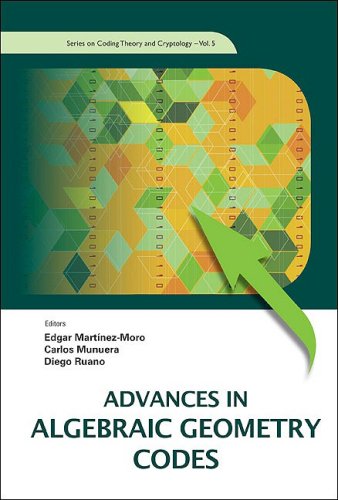 Series on Coding Theory and Cryptology – Vol. 5
Editors
Edgar Martínez-Moro
Carlos Munuera
Diego Ruano
ADVANCES IN
ALGEBRAIC GEOMETRY
CODES